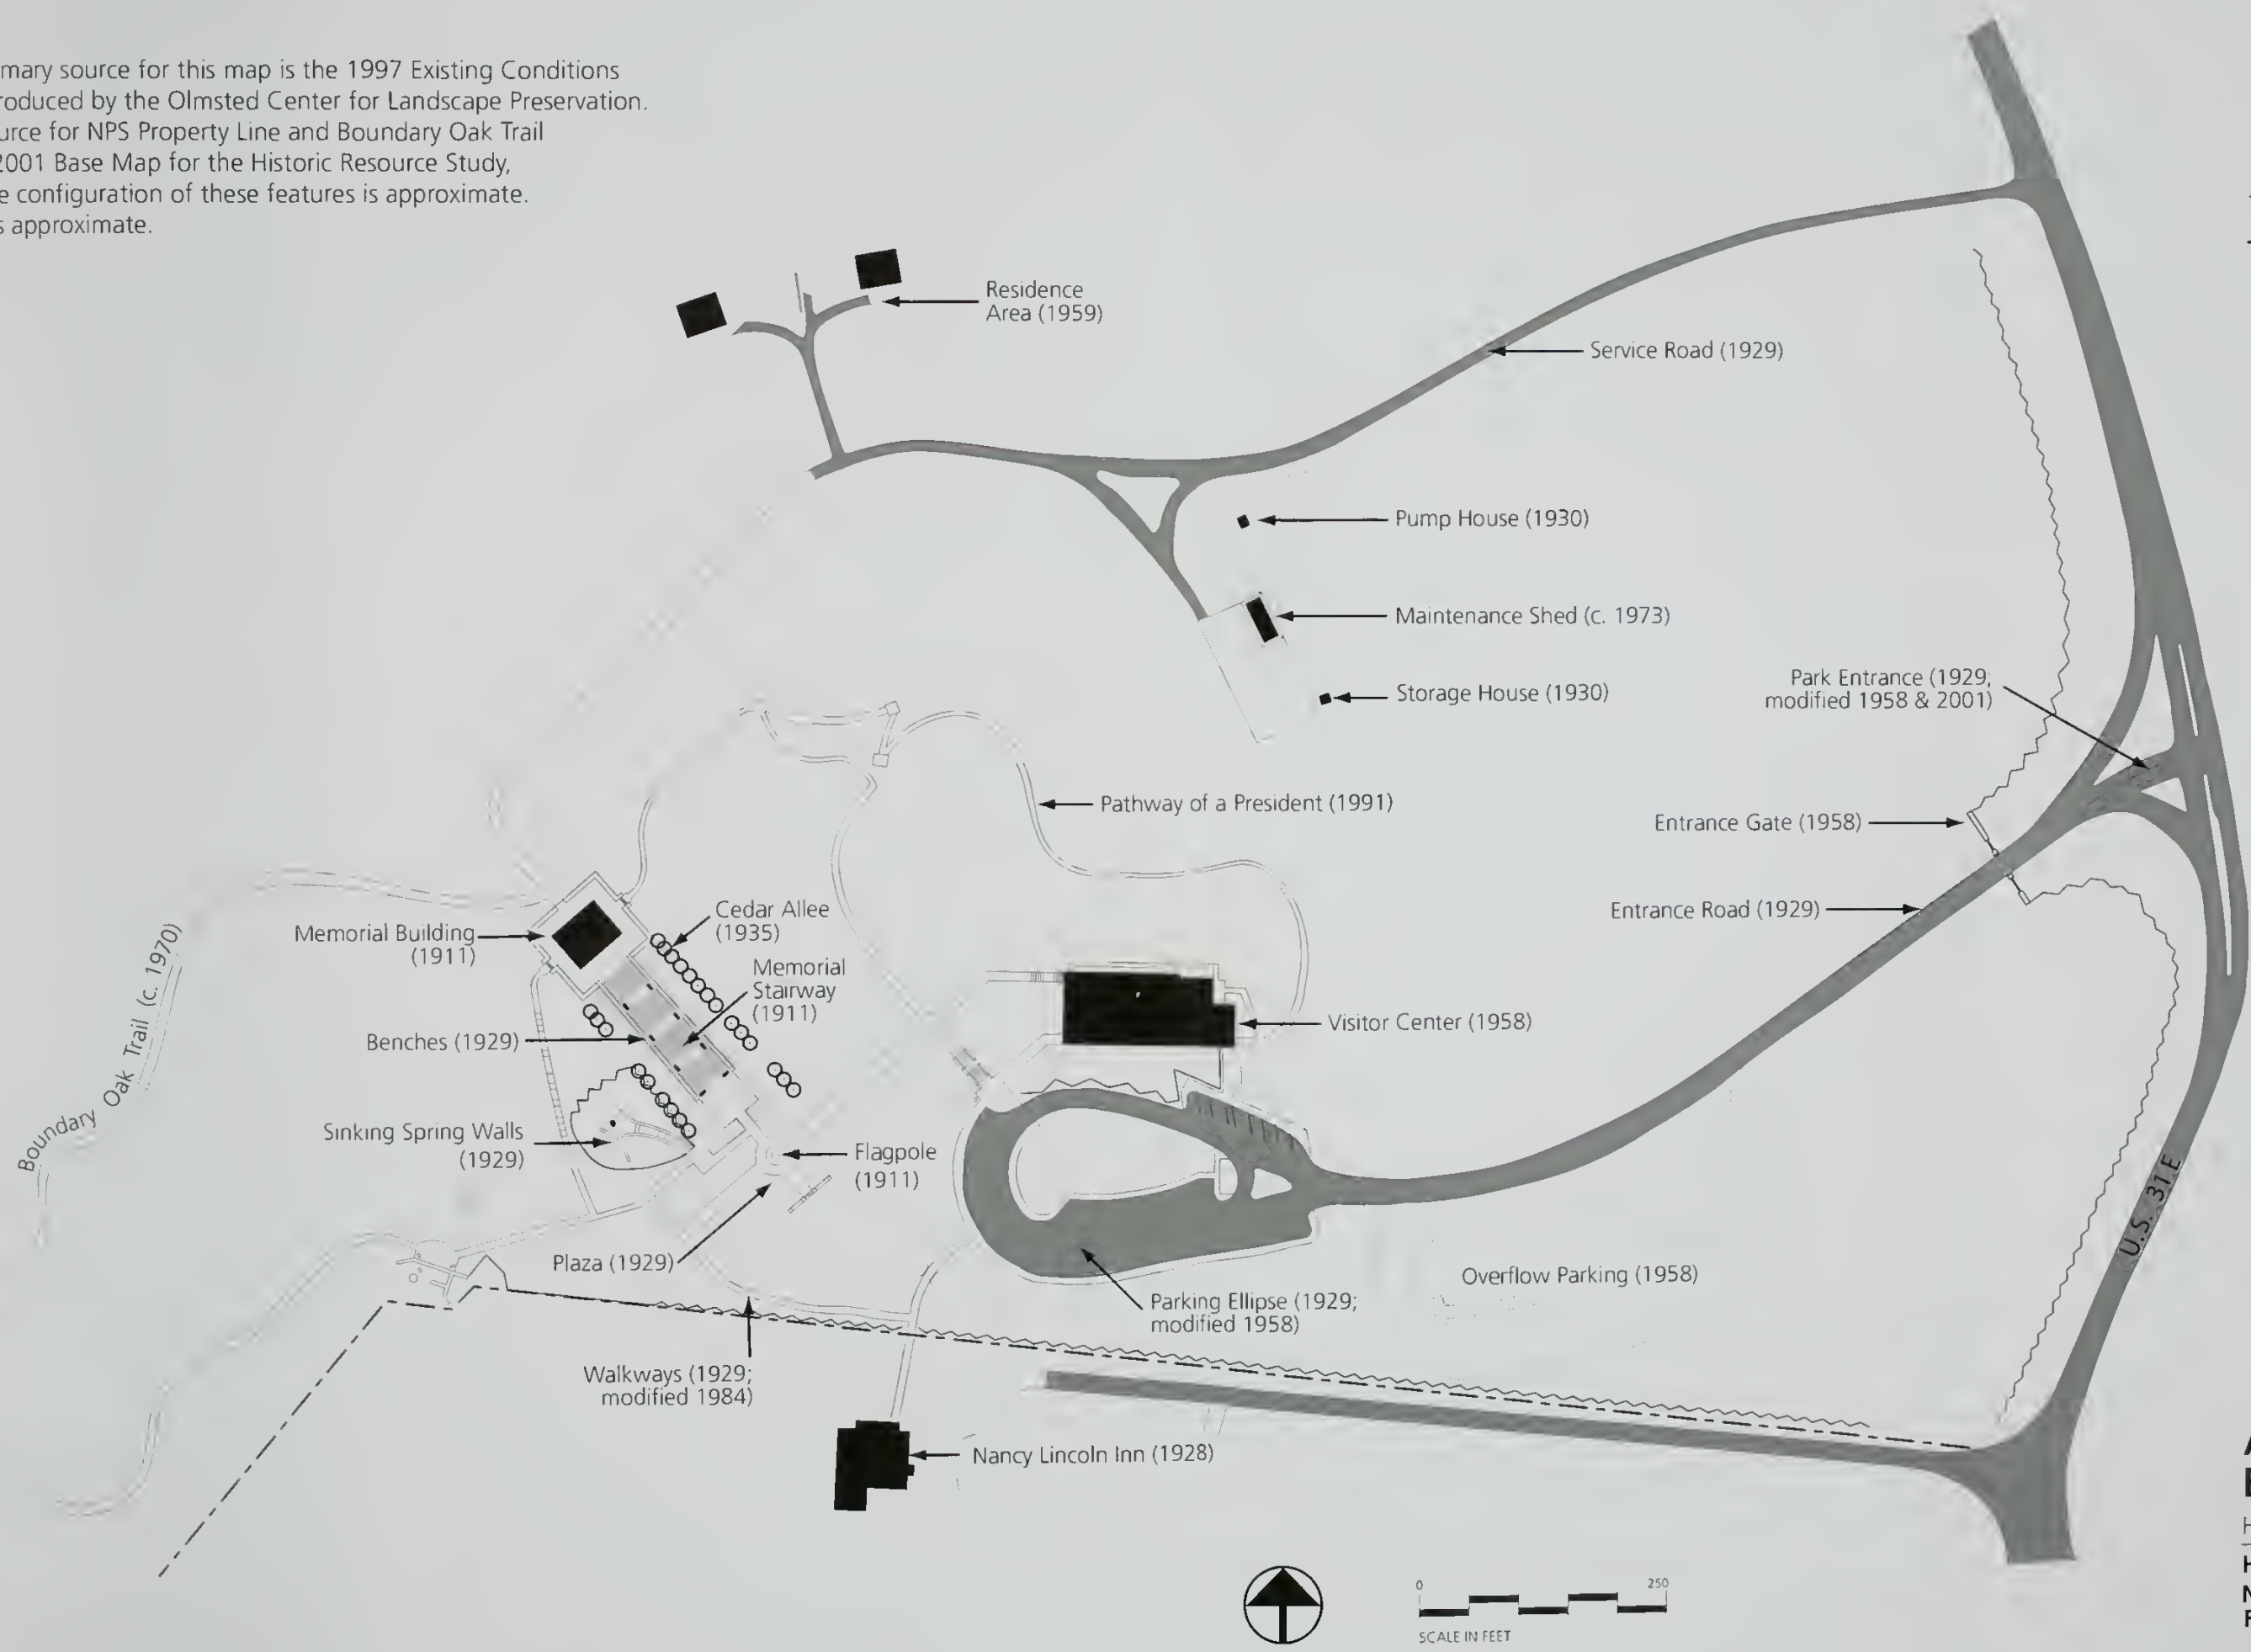 mary source for this map is the 1997 Existing Conditions
roduced by the Olmsted Center for Landscape Preservation.
urce for NPS Property Line and Boundary Oak Trail
2001 Base Map for the Historic Resource Study,
e configuration of these features is approximate.
s approximate.
Residence
Area (1959)
Service Road (1929)
Pump House (1930)
Maintenance Shed (c. 1973)
Storage House (1930)
Park Entrance (1929;
modified 1958 & 2001)
Pathway of a President (1991)
Entrance Gate (1958)
Entrance Road (1929)
Cedar Allee
(1935)
Memorial Building
(1911)
Memorial
Stairway
(1911)
Boundary Oak Trail (c. 1970)
Visitor Center (1958)
Benches (1929)
Sinking Spring Walls
(1929)
Flagpole
(1911)
U.S. 31E
Plaza (1929)
Overflow Parking (1958)
Parking Ellipse (1929;
modified 1958)
Walkways (1929;
modified 1984)
Nancy Lincoln Inn (1928)
0 250
SCALE IN FEET